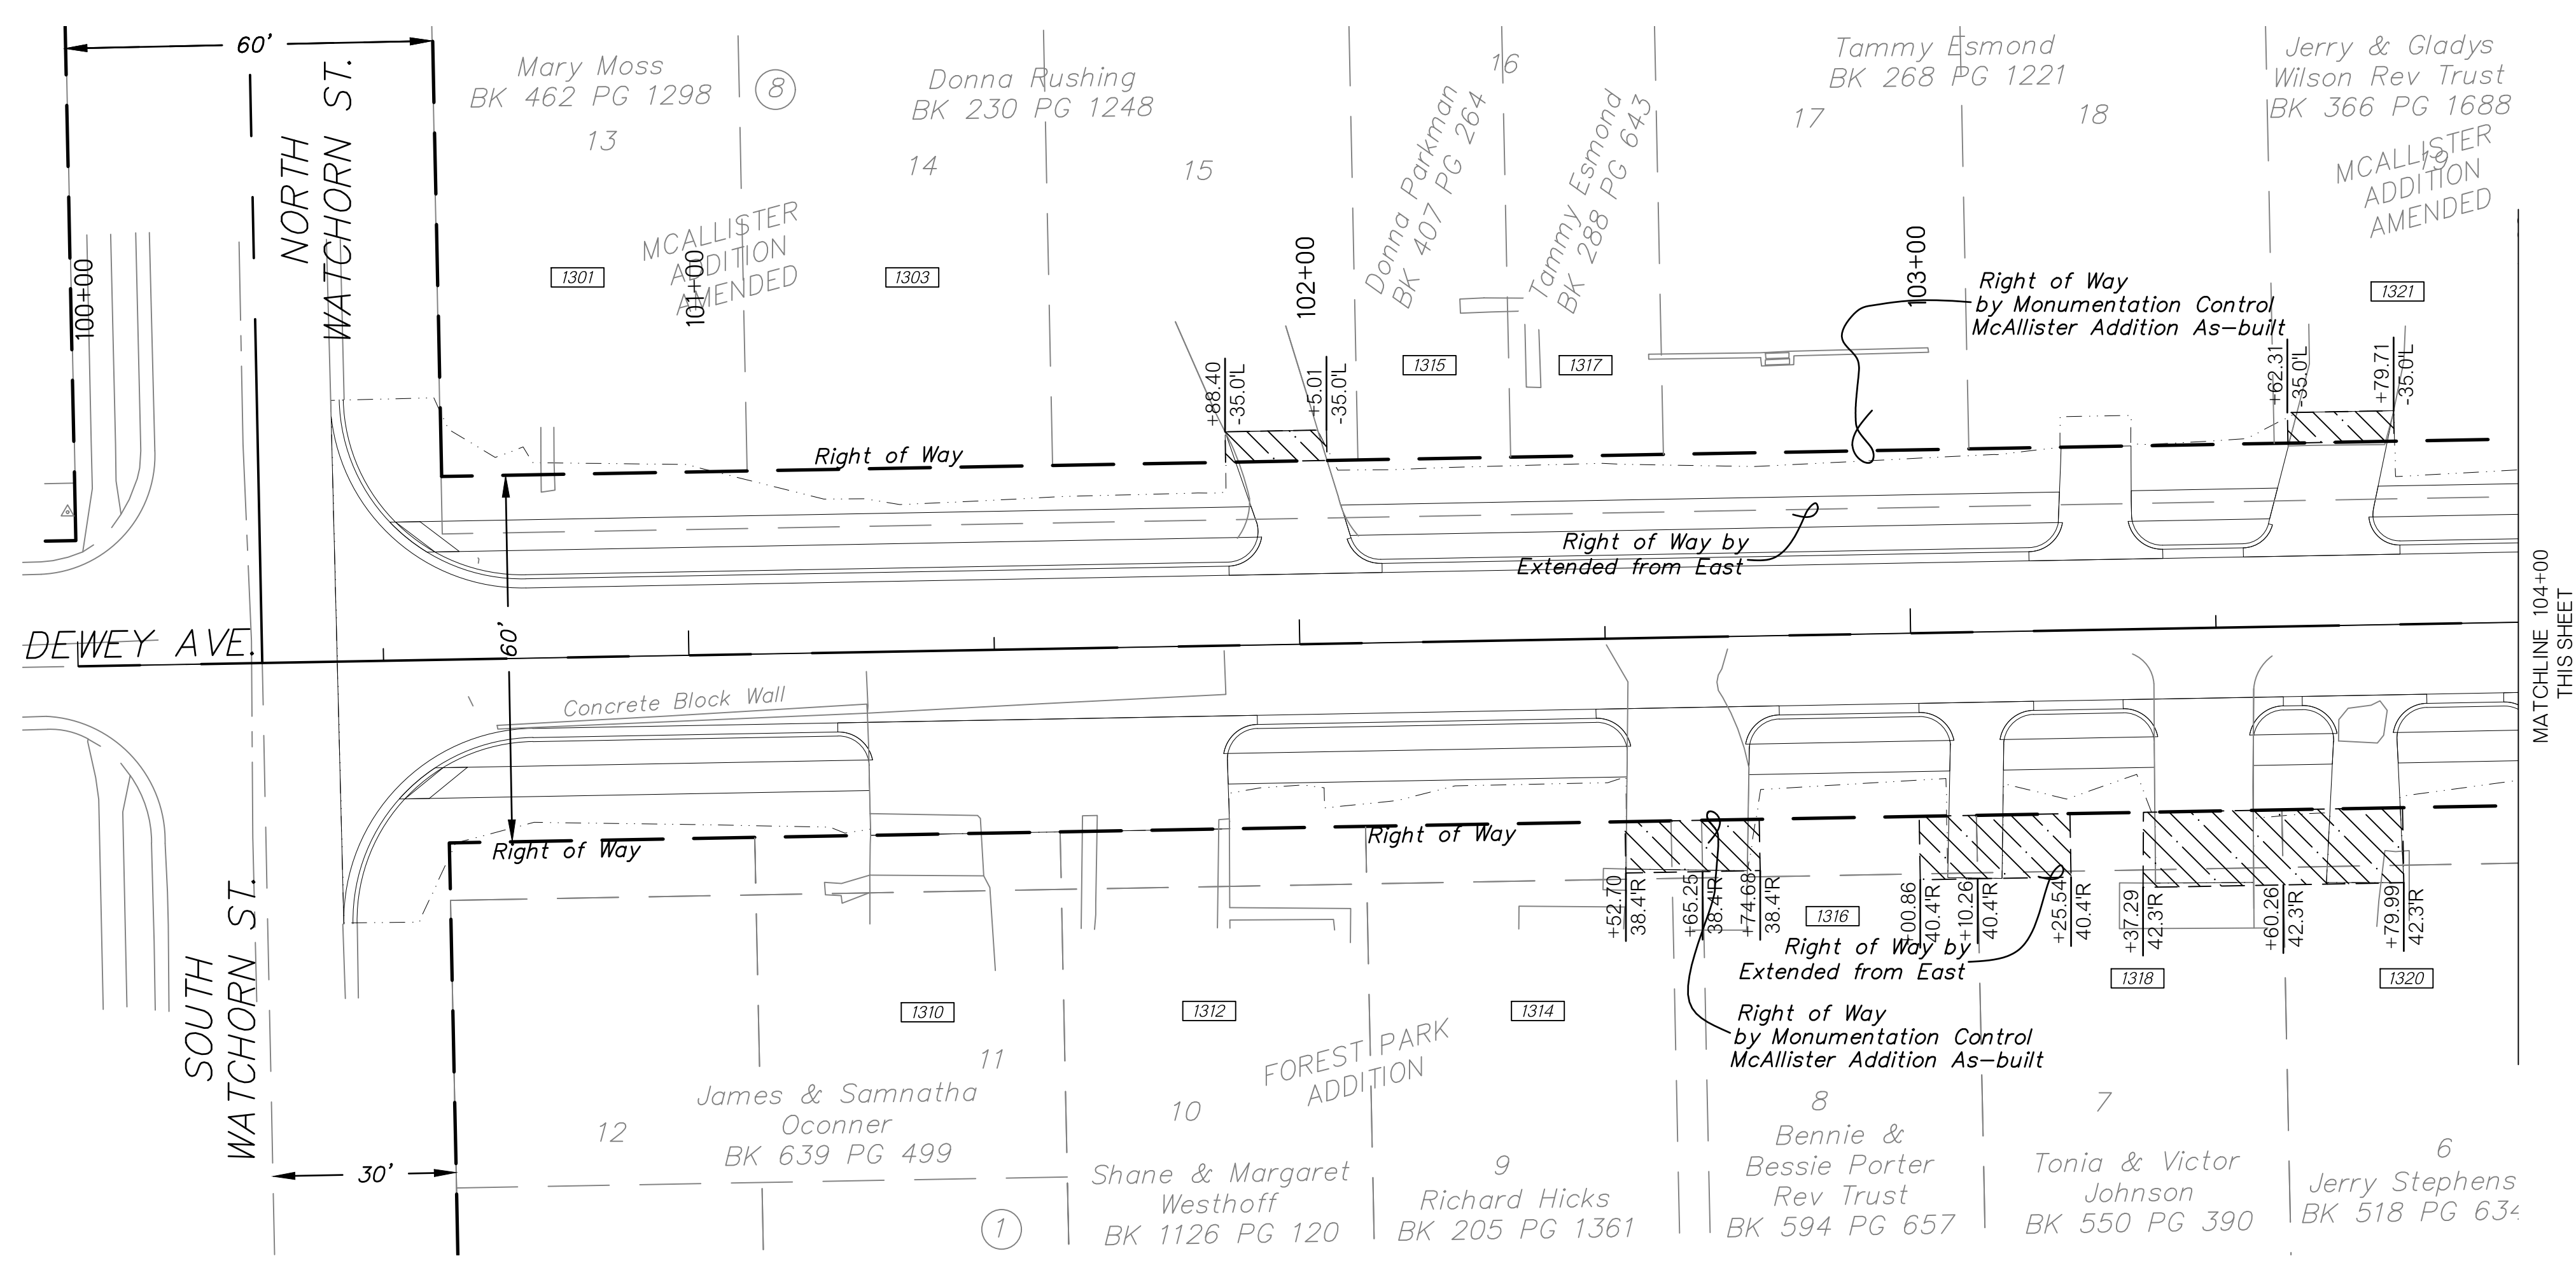 60'
NORTH
WATCHORN ST.
100+00
Mary Moss
BK 462 PG 1298
13
8
Donna Rushing
BK 230 PG 1248
14
15
MCALLISTER
ADDITION
AMENDED
1301
101+00
1303
102+00
Donna Parkman
BK 407 PG 264
16
Tammy Esmond
BK 288 PG 643
Tammy Esmond
BK 268 PG 1221
17
18
Jerry & Gladys
Wilson Rev Trust
BK 366 PG 1688
MCALLISTER
19
ADDITION
AMENDED
103+00
Right of Way
by Monumentation Control
McAllister Addition As-built
1321
1315
1317
+88.40
-35.0'L
+5.01
-35.0'L
+62.31
-35.0'L
+79.71
-35.0'L
Right of Way
Right of Way by
Extended from East
60'
DEWEY AVE.
MATCHLINE 104+00
THIS SHEET
Concrete Block Wall
Right of Way
Right of Way
+52.70
38.4'R
+65.25
38.4'R
+74.68
38.4'R
1316
+00.86
40.4'R
+10.26
40.4'R
+25.54
40.4'R
+37.29
42.3'R
+60.26
42.3'R
+79.99
42.3'R
Right of Way by
Extended from East
Right of Way
by Monumentation Control
McAllister Addition As-built
1310
1312
1314
1318
1320
SOUTH
WATCHORN ST.
30'
12
11
James & Samnatha
Oconner
BK 639 PG 499
1
FOREST PARK
ADDITION
10
Shane & Margaret
Westhoff
BK 1126 PG 120
9
Richard Hicks
BK 205 PG 1361
8
Bennie &
Bessie Porter
Rev Trust
BK 594 PG 657
7
Tonia & Victor
Johnson
BK 550 PG 390
6
Jerry Stephens
BK 518 PG 634